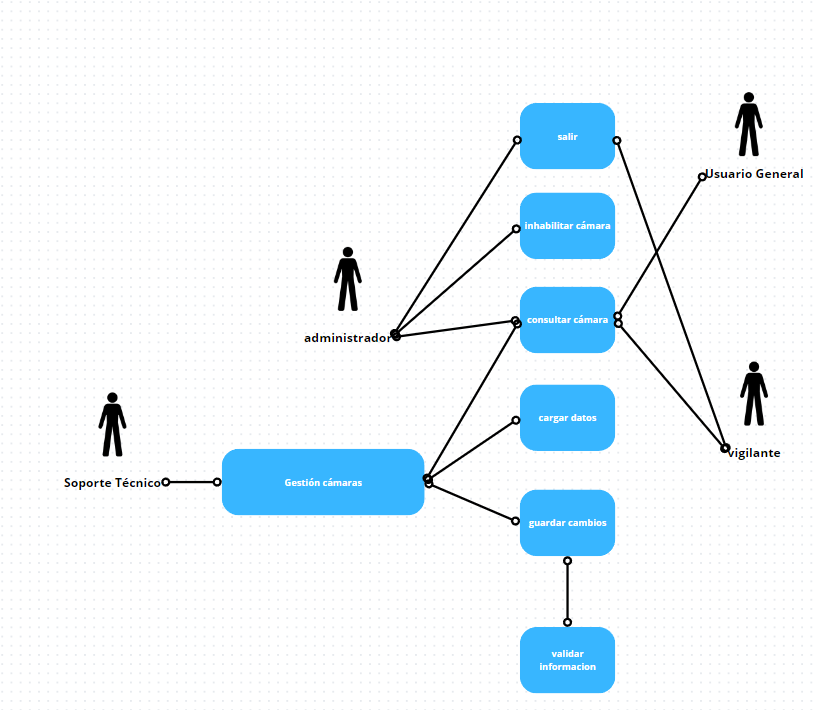 salir
Usuario General
inhabilitar cámara
consultar cámara
administrador
cargar datos
vigilante
Soporte Técnico
Gestión cámaras
guardar cambios
validar
informacion